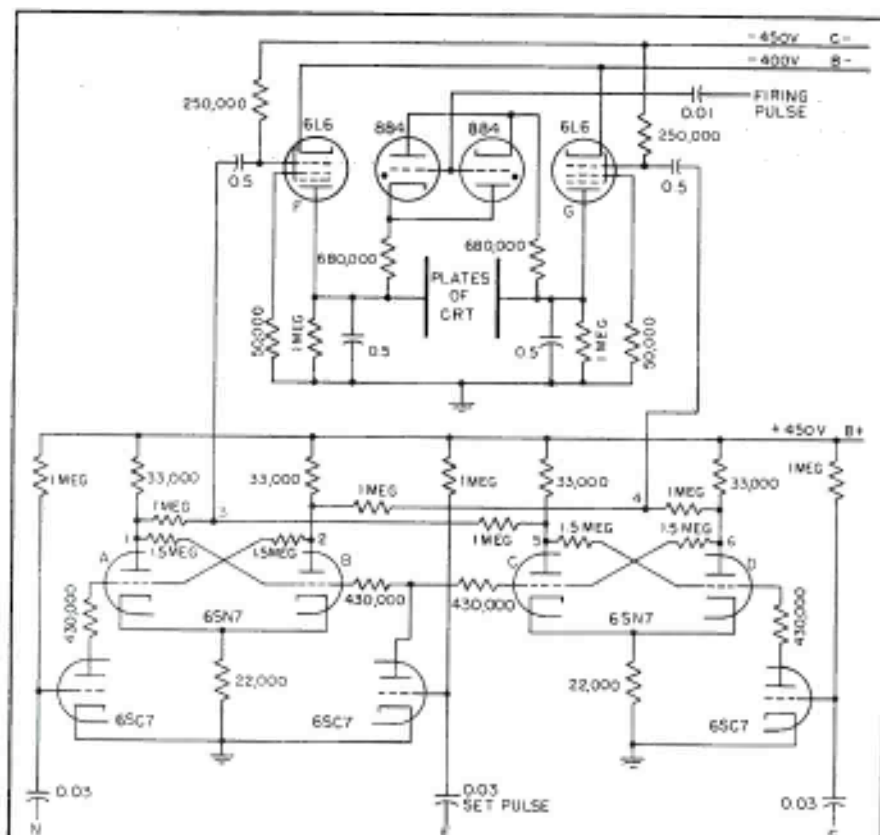 -450V C-
-400V B-
250,000
6L6
884
884
6L6
0.01
FIRING
PULSE
250,000
0.5
0.5
F
G
680,000
680,000
PLATES
OF
CRT
50,000
1 MEG
0.5
0.5
1 MEG
50,000
+450V B+
1 MEG
33,000
33,000
1 MEG
33,000
33,000
1 MEG
1 MEG
4
1 MEG
1 MEG
3
1 MEG
1
1.5 MEG
1.5 MEG
2
5
1.5 MEG
1.5 MEG
6
A
B
C
D
430,000
430,000
430,000
430,000
6SN7
6SN7
22,000
22,000
6SC7
6SC7
6SC7
0.03
0.03
SET PULSE
0.03
N